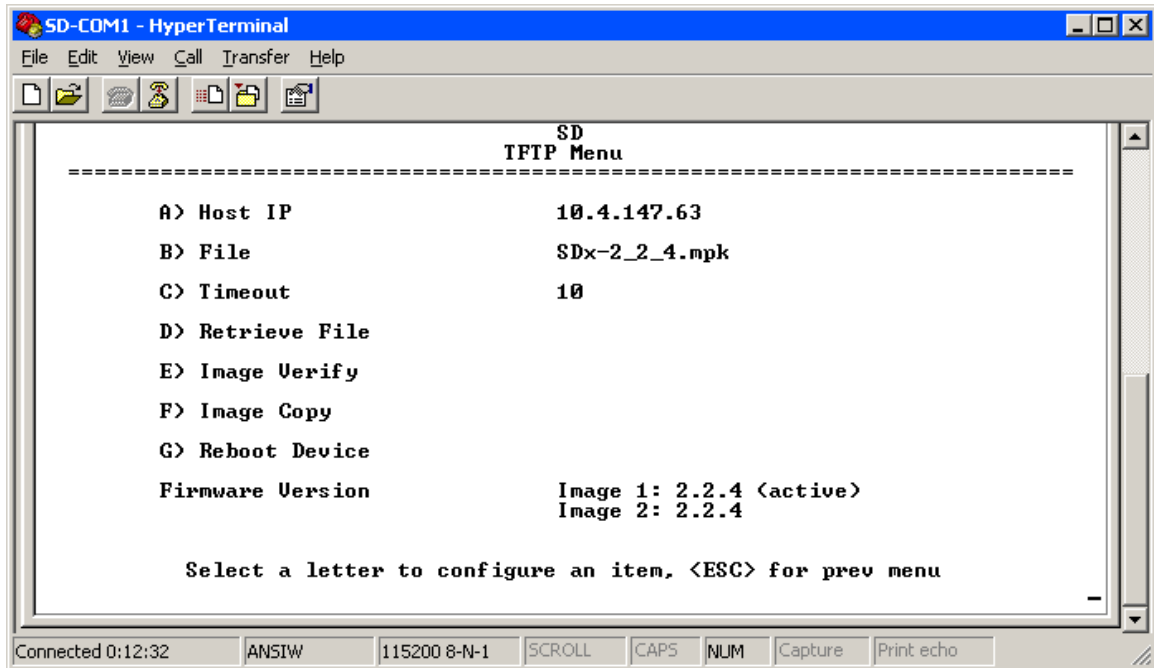 SD-COM1 - HyperTerminal
File Edit View Call Transfer Help
SD
TFTP Menu
============================================================================
A) Host IP 10.4.147.63
B) File SDx-2_2_4.mpk
C) Timeout 10
D) Retrieve File
E) Image Verify
F) Image Copy
G) Reboot Device
Firmware Version Image 1: 2.2.4 (active)
Image 2: 2.2.4
Select a letter to configure an item, <ESC> for prev menu
Connected 0:12:32 ANSIW 115200 8-N-1 SCROLL CAPS NUM Capture Print echo